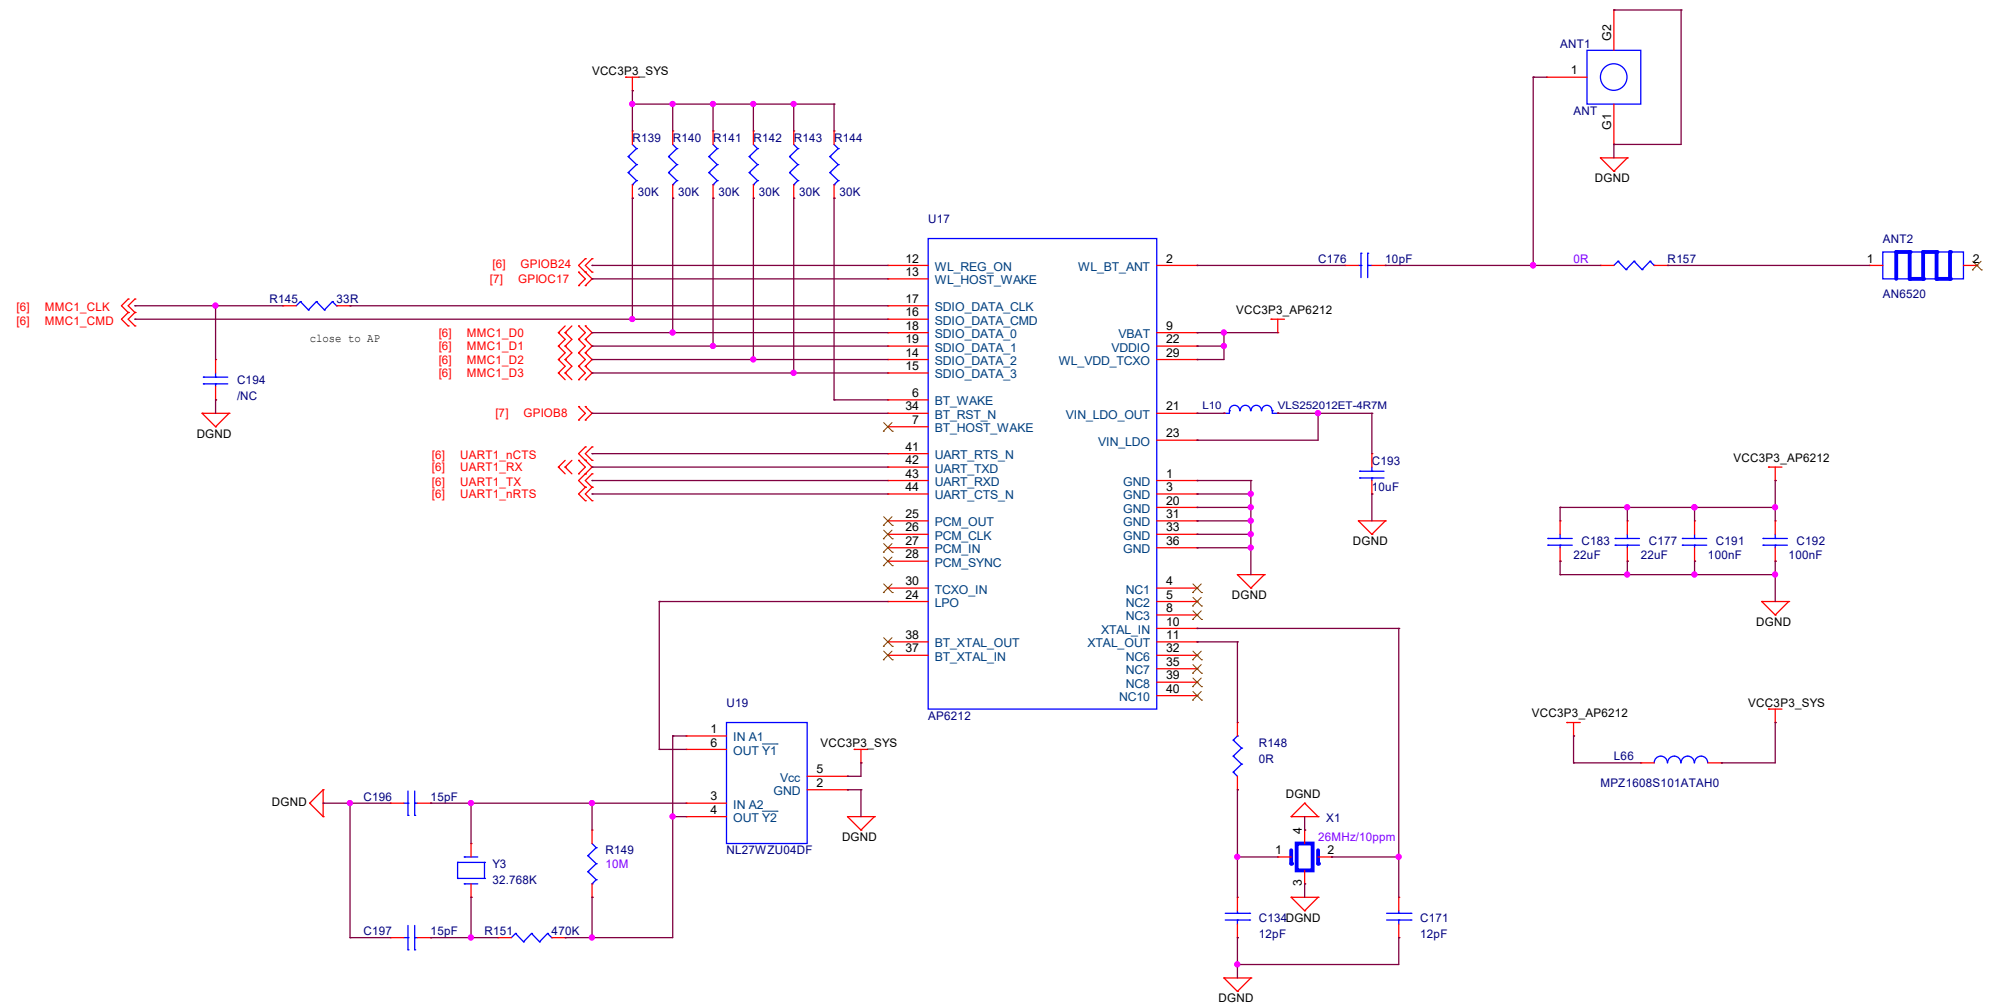 G2
ANT1
1
ANT
G1
DGND
VCC3P3_SYS
R139 R140 R141 R142 R143 R144
30K 30K 30K 30K 30K 30K
U17
[6] GPIOB24
[7] GPIOC17
12 WL_REG_ON
13 WL_HOST_WAKE
WL_BT_ANT 2
C176 10pF
0R R157
1 ANT2 2
AN6520
[6] MMC1_CLK
[6] MMC1_CMD
R145 33R
close to AP
C194
/NC
DGND
17 SDIO_DATA_CLK
16 SDIO_DATA_CMD
18 SDIO_DATA_0
19 SDIO_DATA_1
14 SDIO_DATA_2
15 SDIO_DATA_3
[6] MMC1_D0
[6] MMC1_D1
[6] MMC1_D2
[6] MMC1_D3
VCC3P3_AP6212
VBAT 9
VDDIO 22
WL_VDD_TCXO 29
6 BT_WAKE
34 BT_RST_N
7 BT_HOST_WAKE
[7] GPIOB8
VIN_LDO_OUT 21
L10 VLS252012ET-4R7M
VIN_LDO 23
C193
10uF
DGND
[6] UART1_nCTS
[6] UART1_RX
[6] UART1_TX
[6] UART1_nRTS
41 UART_RTS_N
42 UART_TXD
43 UART_RXD
44 UART_CTS_N
GND 1
GND 3
GND 20
GND 31
GND 33
GND 36
DGND
25 PCM_OUT
26 PCM_CLK
27 PCM_IN
28 PCM_SYNC
30 TCXO_IN
24 LPO
38 BT_XTAL_OUT
37 BT_XTAL_IN
NC1 4
NC2 5
NC3 8
XTAL_IN 10
XTAL_OUT 11
NC6 32
NC7 35
NC8 39
NC10 40
AP6212
VCC3P3_AP6212
C183 C177 C191 C192
22uF 22uF 100nF 100nF
DGND
VCC3P3_AP6212
VCC3P3_SYS
L66
MPZ1608S101ATAH0
U19
1 IN A1
6 OUT Y1
3 IN A2
4 OUT Y2
Vcc 5
GND 2
VCC3P3_SYS
DGND
NL27WZU04DF
DGND
C196 15pF
Y3
32.768K
R149
10M
C197 15pF
R151 470K
R148
0R
DGND
X1
26MHz/10ppm
4
1 2
3
DGND
C134
12pF
C171
12pF
DGND